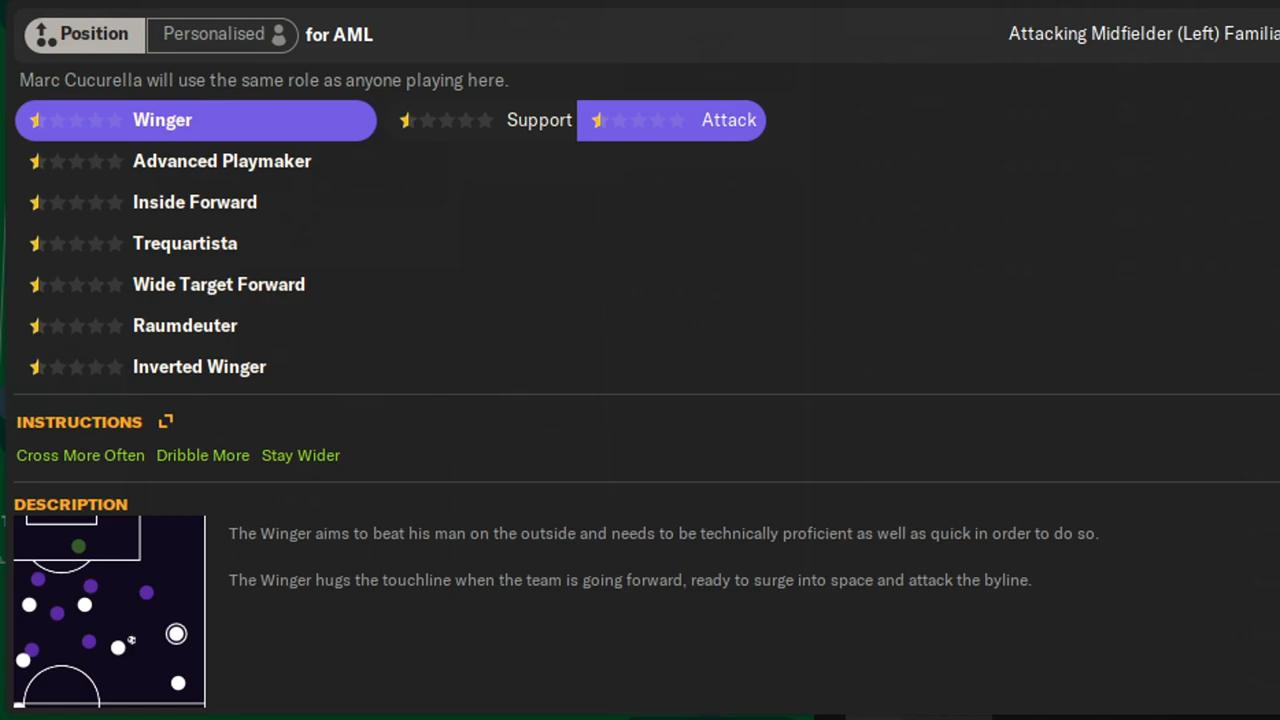 Position Personalised for AML Attacking Midfielder (Left) Familia
Marc Cucurella will use the same role as anyone playing here.
Winger Support Attack
Advanced Playmaker
Inside Forward
Trequartista
Wide Target Forward
Raumdeuter
Inverted Winger
INSTRUCTIONS
Cross More Often Dribble More Stay Wider
DESCRIPTION
The Winger aims to beat his man on the outside and needs to be technically proficient as well as quick in order to do so.
The Winger hugs the touchline when the team is going forward, ready to surge into space and attack the byline.